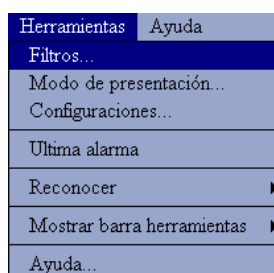 Herramientas Ayuda
Filtros...
Modo de presentación...
Configuraciones...
Ultima alarma
Reconocer
Mostrar barra herramientas
Ayuda...